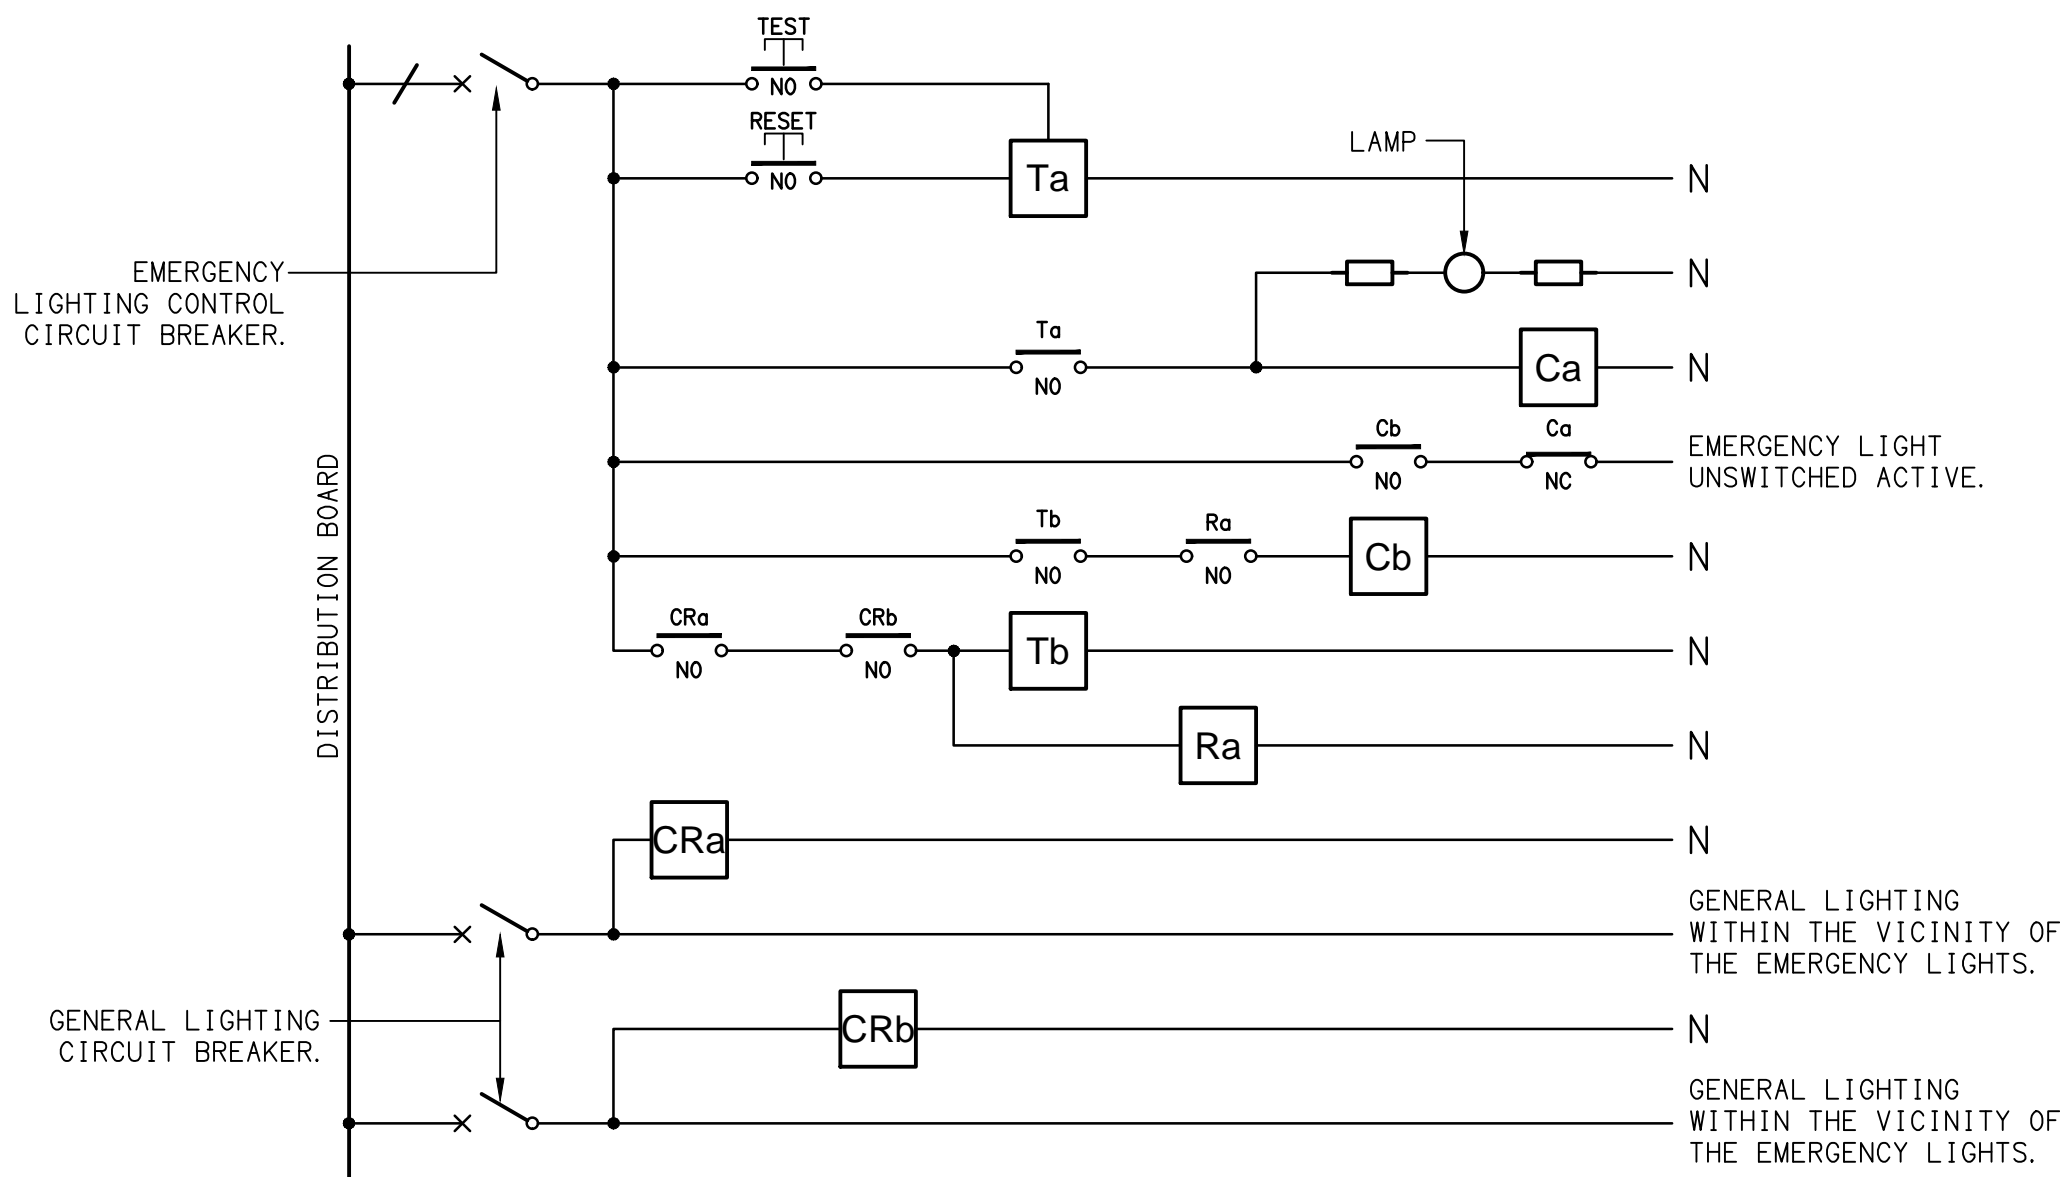 TEST
NO
RESET
NO
Ta
N
LAMP
N
EMERGENCY
LIGHTING CONTROL
CIRCUIT BREAKER.
Ta
NO
Ca
N
Cb
NO
Ca
NC
EMERGENCY LIGHT
UNSWITCHED ACTIVE.
DISTRIBUTION BOARD
Tb
NO
Ra
NO
Cb
N
CRa
NO
CRb
NO
Tb
N
Ra
N
CRa
N
GENERAL LIGHTING
WITHIN THE VICINITY OF
THE EMERGENCY LIGHTS.
GENERAL LIGHTING
CIRCUIT BREAKER.
CRb
N
GENERAL LIGHTING
WITHIN THE VICINITY OF
THE EMERGENCY LIGHTS.